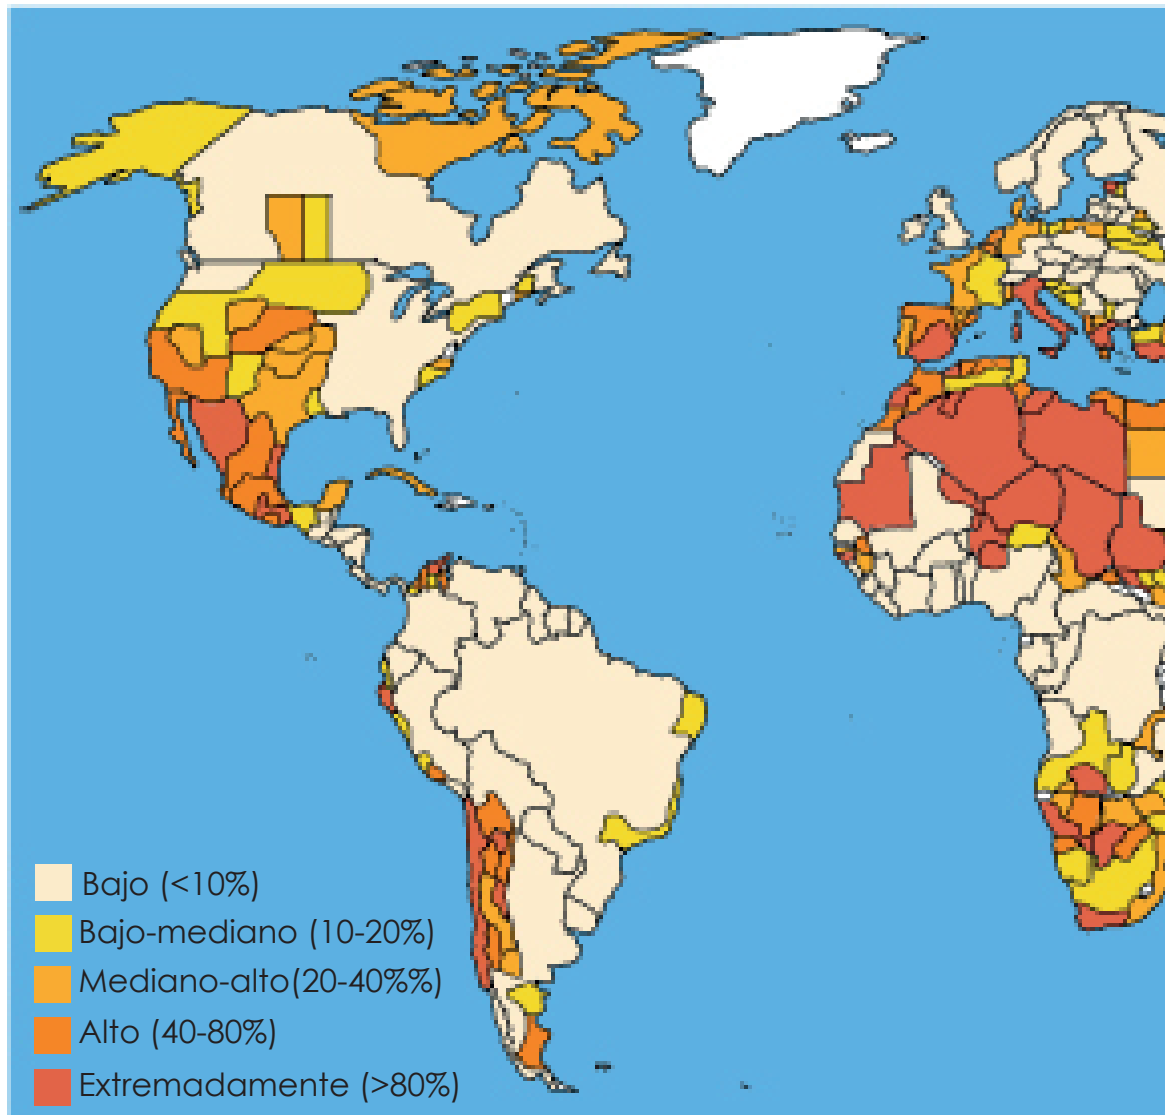 Bajo (<10%)
Bajo-mediano (10-20%)
Mediano-alto(20-40%%)
Alto (40-80%)
Extremadamente (>80%)